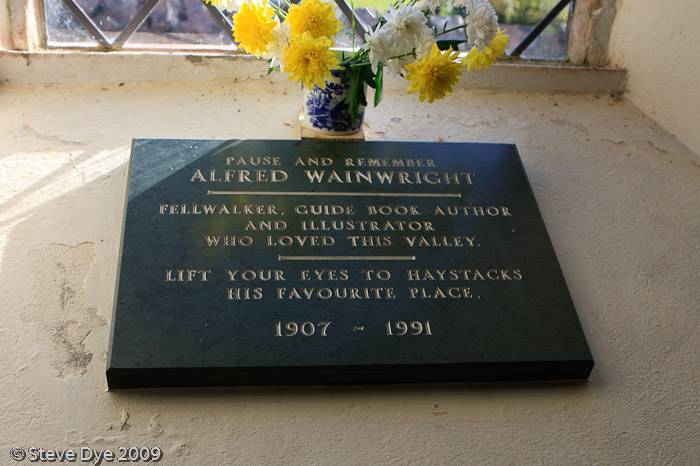 PAUSE AND REMEMBER
ALFRED WAINWRIGHT
FELLWALKER, GUIDE BOOK AUTHOR
AND ILLUSTRATOR
WHO LOVED THIS VALLEY.
LIFT YOUR EYES TO HAYSTACKS
HIS FAVOURITE PLACE.
1907 - 1991
© Steve Dye 2009